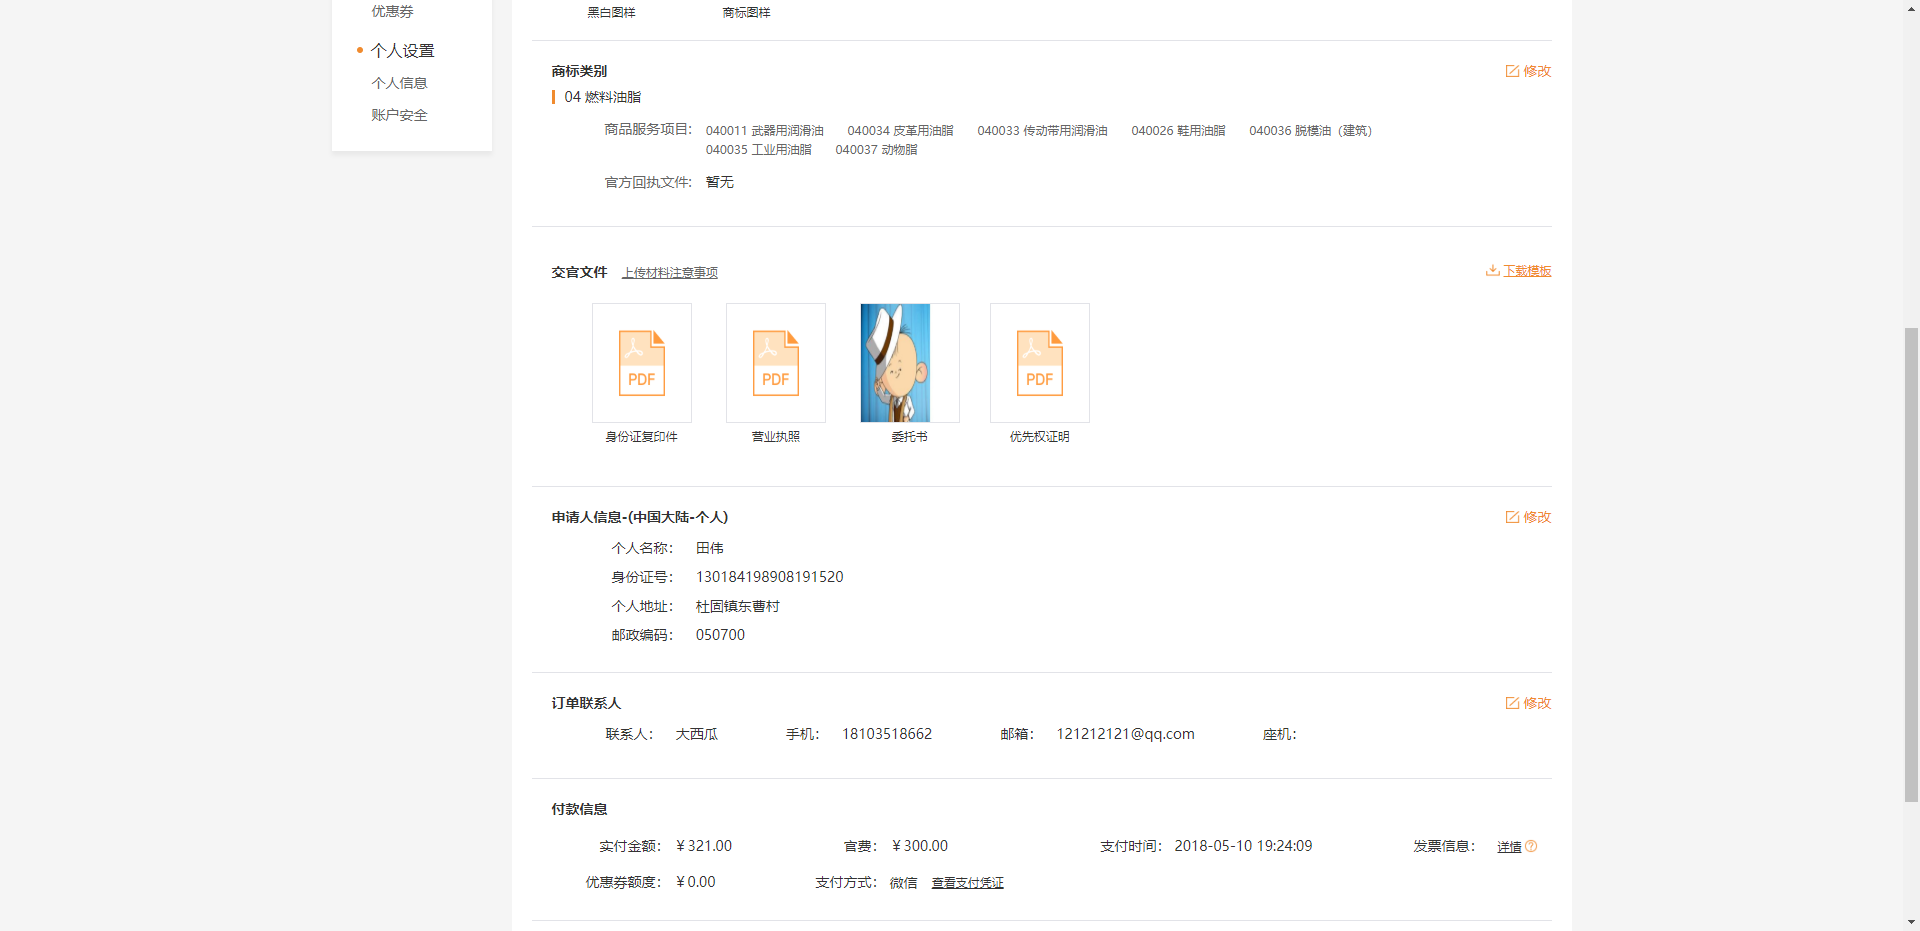 优惠券
个人设置
个人信息
账户安全
黑白图样 商标图样
商标类别 修改
04 燃料油脂
商品服务项目: 040011 武器用润滑油 040034 皮革用油脂 040033 传动带用润滑油 040026 鞋用油脂 040036 脱模油（建筑）
040035 工业用油脂 040037 动物脂
官方回执文件: 暂无
交官文件 上传材料注意事项 下载模板
PDF PDF PDF
身份证复印件 营业执照 委托书 优先权证明
申请人信息-(中国大陆-个人) 修改
个人名称： 田伟
身份证号： 130184198908191520
个人地址： 杜固镇东曹村
邮政编码： 050700
订单联系人 修改
联系人： 大西瓜 手机： 18103518662 邮箱： 121212121@qq.com 座机：
付款信息
实付金额： ¥321.00 官费： ¥300.00 支付时间： 2018-05-10 19:24:09 发票信息： 详情
优惠券额度： ¥0.00 支付方式： 微信 查看支付凭证